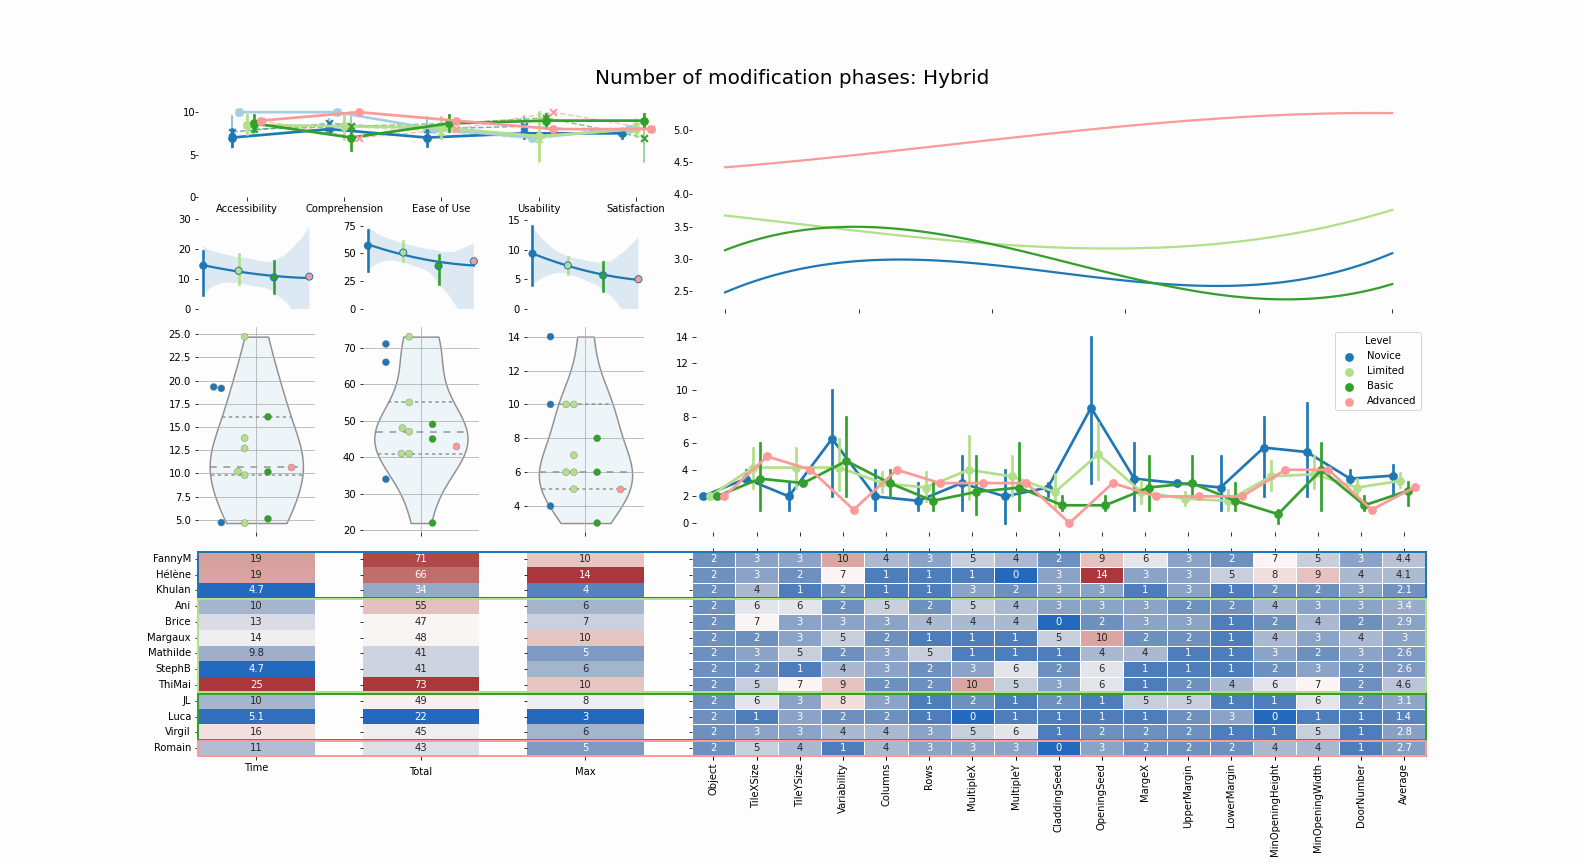 Number of modification phases: Hybrid
10
5
0
Accessibility Comprehension Ease of Use Usability Satisfaction
5.0
4.5
4.0
3.5
3.0
2.5
30
20
10
0
75
50
25
0
15
10
5
0
25.0
22.5
20.0
17.5
15.0
12.5
10.0
7.5
5.0
70
60
50
40
30
20
14
12
10
8
6
4
14
12
10
8
6
4
2
0
Level
Novice
Limited
Basic
Advanced
FannyM 19 71 10 2 3 3 10 4 3 5 4 2 9 6 3 2 7 5 3 4.4
Hélène 19 66 14 2 3 2 7 1 1 1 0 3 14 3 3 5 8 9 4 4.1
Khulan 4.7 34 4 2 4 1 2 1 1 3 2 3 3 1 3 1 2 2 3 2.1
Ani 10 55 6 2 6 6 2 5 2 5 4 3 3 3 2 2 4 3 3 3.4
Brice 13 47 7 2 7 3 3 3 4 4 4 0 2 3 3 1 2 4 2 2.9
Margaux 14 48 10 2 2 3 5 2 1 1 1 5 10 2 2 1 4 3 4 3
Mathilde 9.8 41 5 2 3 5 2 3 5 1 1 1 4 4 1 1 3 2 3 2.6
StephB 4.7 41 6 2 2 1 4 3 2 3 6 2 6 1 1 1 2 3 2 2.6
ThiMai 25 73 10 2 5 7 9 2 2 10 5 3 6 1 2 4 6 7 2 4.6
JL 10 49 8 2 6 3 8 3 1 2 1 2 1 5 5 1 1 6 2 3.1
Luca 5.1 22 3 2 1 3 2 2 1 0 1 1 1 1 2 3 0 1 1 1.4
Virgil 16 45 6 2 3 3 4 4 3 5 6 1 2 2 2 1 1 5 1 2.8
Romain 11 43 5 2 5 4 1 4 3 3 3 0 3 2 2 2 4 4 1 2.7
Time Total Max
Object
TileXSize
TileYSize
Variability
Columns
Rows
MultipleX
MultipleY
CladdingSeed
OpeningSeed
MargeX
UpperMargin
LowerMargin
MinOpeningHeight
MinOpeningWidth
DoorNumber
Average